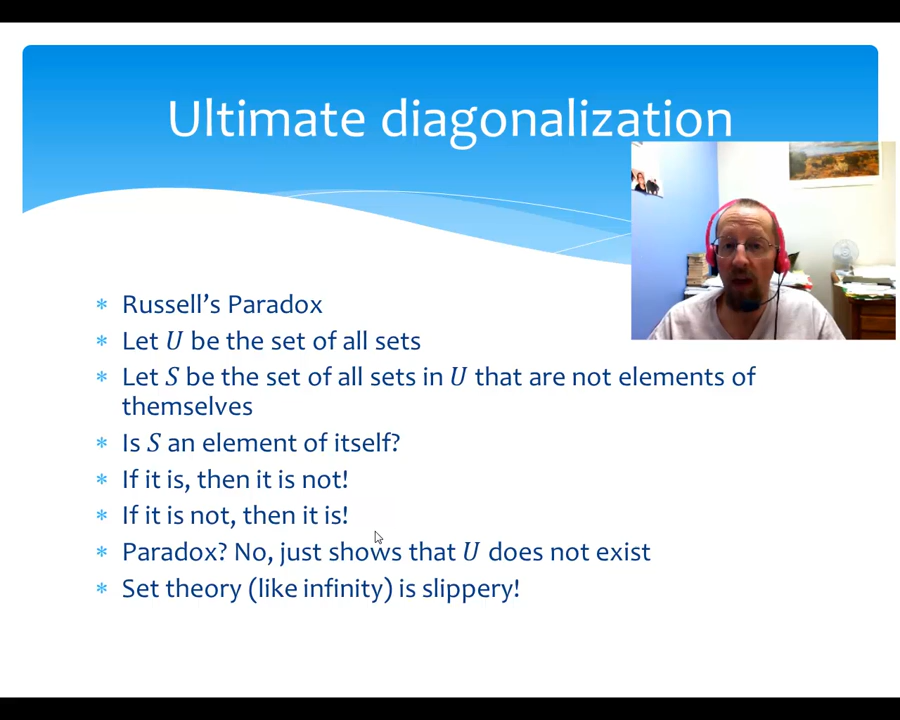 Ultimate diagonalization
* Russell’s Paradox
* Let U be the set of all sets
* Let S be the set of all sets in U that are not elements of
themselves
* Is S an element of itself?
* If it is, then it is not!
* If it is not, then it is!
* Paradox? No, just shows that U does not exist
* Set theory (like infinity) is slippery!